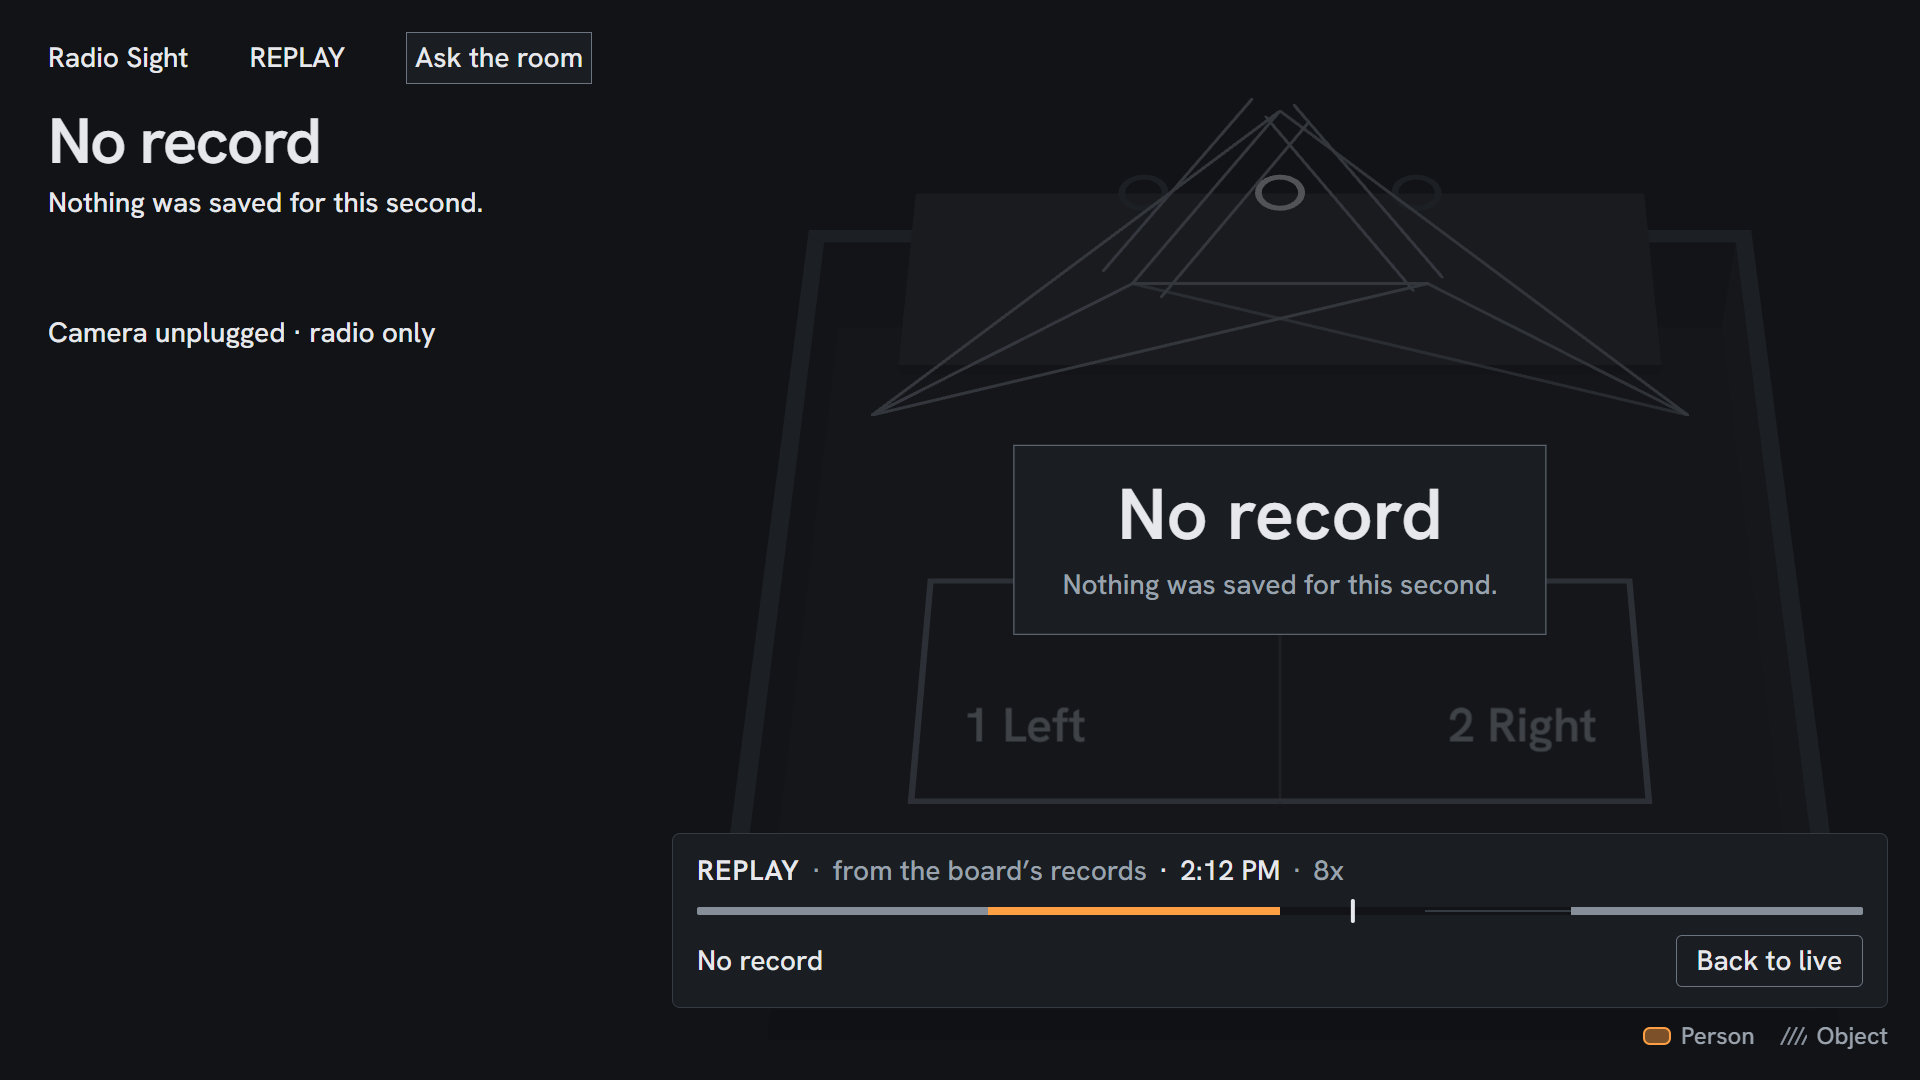 Radio Sight REPLAY Ask the room
No record
Nothing was saved for this second.
Camera unplugged · radio only
No record
Nothing was saved for this second.
1 Left 2 Right
REPLAY · from the board’s records · 2:12 PM · 8x
No record Back to live
Person Object